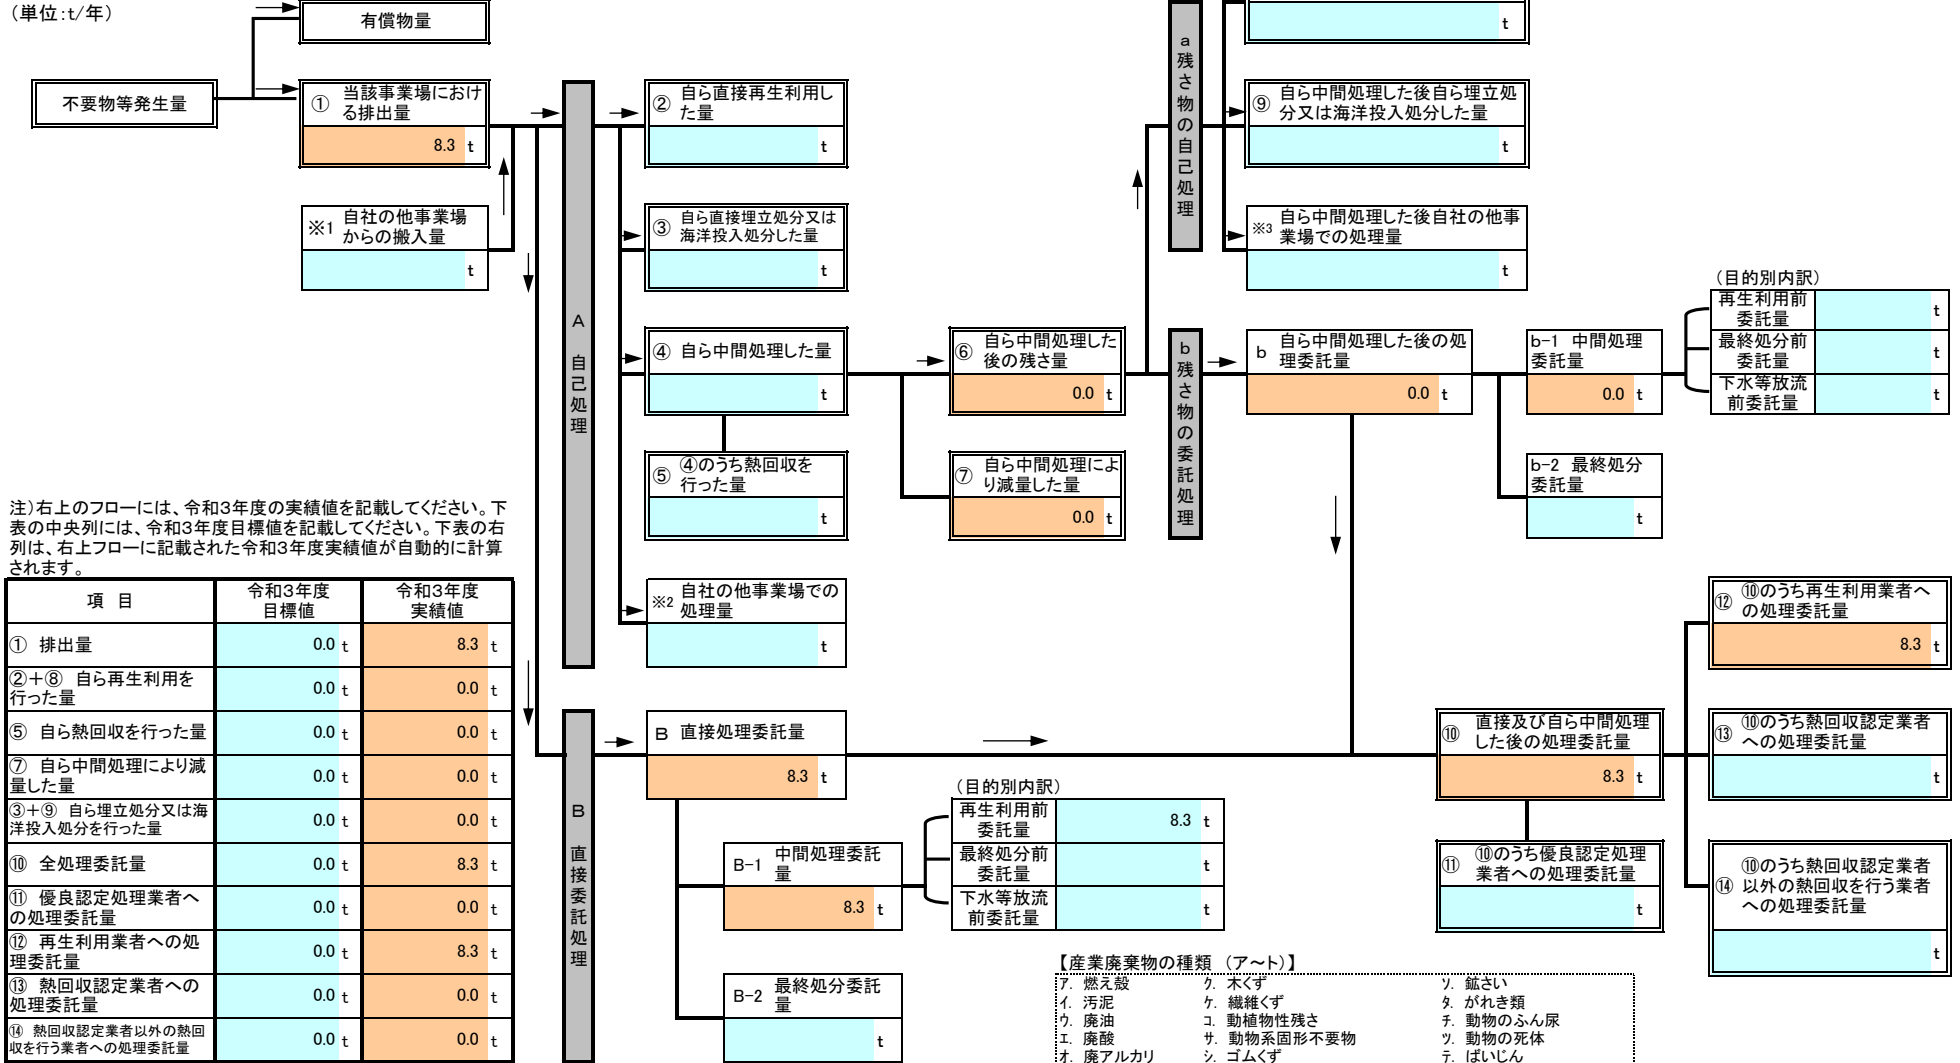 （単位：t/年）
有償物量
t
不要物等発生量
① 当該事業場におけ
る排出量
8.3 t
② 自ら直接再生利用し
た量
t
a
残
さ
物
の
自
己
処
理
⑨ 自ら中間処理した後自ら埋立処
分又は海洋投入処分した量
t
※1 自社の他事業場
からの搬入量
t
③ 自ら直接埋立処分又は
海洋投入処分した量
t
※3 自ら中間処理した後自社の他事
業場での処理量
t
A
自
己
処
理
④ 自ら中間処理した量
t
⑥ 自ら中間処理した
後の残さ量
0.0 t
b
残
さ
物
の
委
託
処
理
b 自ら中間処理した後の処
理委託量
0.0 t
b-1 中間処理
委託量
0.0 t
（目的別内訳）
再生利用前
委託量
t
最終処分前
委託量
t
下水等放流
前委託量
t
⑤ ④のうち熱回収を
行った量
t
⑦ 自ら中間処理によ
り減量した量
0.0 t
b-2 最終処分
委託量
t
注）右上のフローには、令和3年度の実績値を記載してください。下
表の中央列には、令和3年度目標値を記載してください。下表の右
列は、右上フローに記載された令和3年度実績値が自動的に計算
されます。
項 目
令和3年度
目標値
令和3年度
実績値
① 排出量
0.0 t
8.3 t
②＋⑧ 自ら再生利用を
行った量
0.0 t
0.0 t
⑤ 自ら熱回収を行った量
0.0 t
0.0 t
⑦ 自ら中間処理により減
量した量
0.0 t
0.0 t
③＋⑨ 自ら埋立処分又は海
洋投入処分を行った量
0.0 t
0.0 t
⑩ 全処理委託量
0.0 t
8.3 t
⑪ 優良認定処理業者へ
の処理委託量
0.0 t
0.0 t
⑫ 再生利用業者への処
理委託量
0.0 t
8.3 t
⑬ 熱回収認定業者への
処理委託量
0.0 t
0.0 t
⑭ 熱回収認定業者以外の熱回
収を行う業者への処理委託量
0.0 t
0.0 t
※2 自社の他事業場での
処理量
t
B
直
接
委
託
処
理
B 直接処理委託量
8.3 t
B-1 中間処理委託
量
8.3 t
（目的別内訳）
再生利用前
委託量
8.3 t
最終処分前
委託量
t
下水等放流
前委託量
t
B-2 最終処分委託
量
t
⑩ 直接及び自ら中間処理
した後の処理委託量
8.3 t
⑪ ⑩のうち優良認定処理
業者への処理委託量
t
⑫ ⑩のうち再生利用業者へ
の処理委託量
8.3 t
⑬ ⑩のうち熱回収認定業者
への処理委託量
t
⑭ ⑩のうち熱回収認定業者
以外の熱回収を行う業者
への処理委託量
t
【産業廃棄物の種類 （ア～ト）】
ｱ. 燃え殻 ｸ. 木くず ｿ. 鉱さい
ｲ. 汚泥 ｹ. 繊維くず ﾀ. がれき類
ｳ. 廃油 ｺ. 動植物性残さ ﾁ. 動物のふん尿
ｴ. 廃酸 ｻ. 動物系固形不要物 ﾂ. 動物の死体
ｵ. 廃アルカリ ｼ. ゴムくず ﾃ. ばいじん